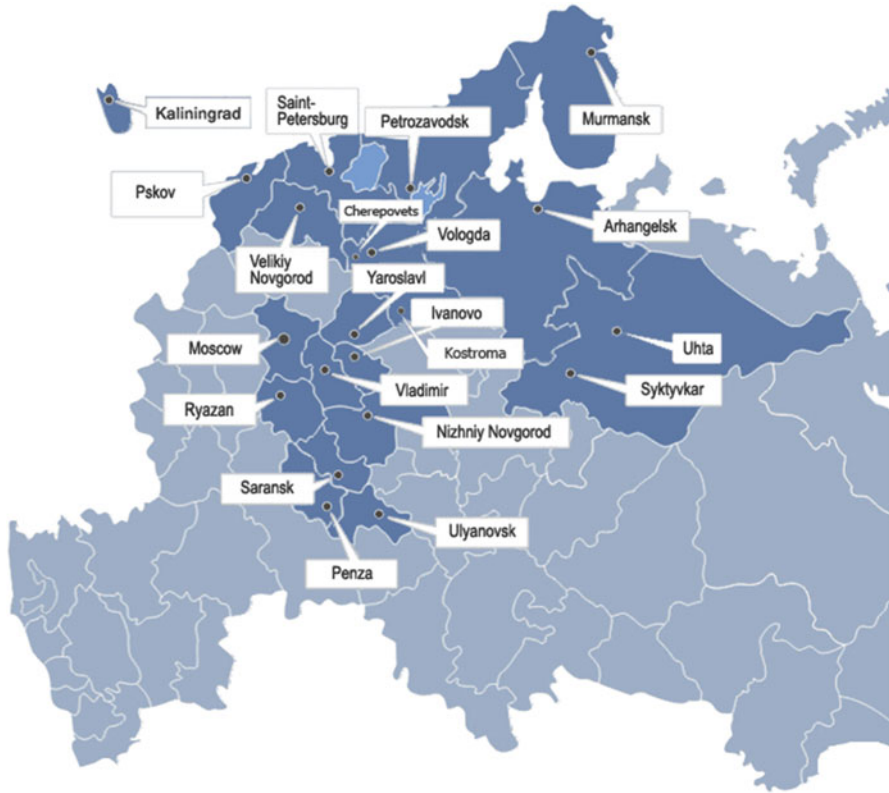 Kaliningrad
Saint-
Petersburg
Petrozavodsk
Murmansk
Pskov
Cherepovets
Arhangelsk
Vologda
Velikiy
Novgorod
Yaroslavl
Ivanovo
Moscow
Kostroma
Uhta
Vladimir
Syktyvkar
Ryazan
Nizhniy Novgorod
Saransk
Ulyanovsk
Penza